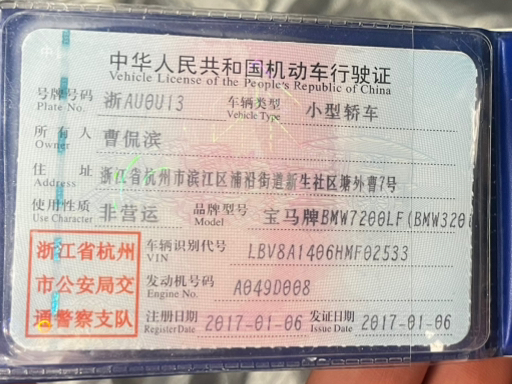 中华人民共和国机动车行驶证
Vehicle License of the People's Republic of China
号牌号码 浙AU0U13 车辆类型 小型轿车
Plate No. Vehicle Type
所有人 曹侃滨
Owner
住址 浙江省杭州市滨江区浦沿街道新生社区塘外曹7号
Address
使用性质 非营运 品牌型号 宝马牌BMW7200LF(BMW320i
Use Character Model
浙江省杭州 车辆识别代号 LBV8A1406HMF02533
VIN
市公安局交 发动机号码 A049D008
Engine No.
通警察支队 注册日期 2017-01-06 发证日期 2017-01-06
Register Date Issue Date